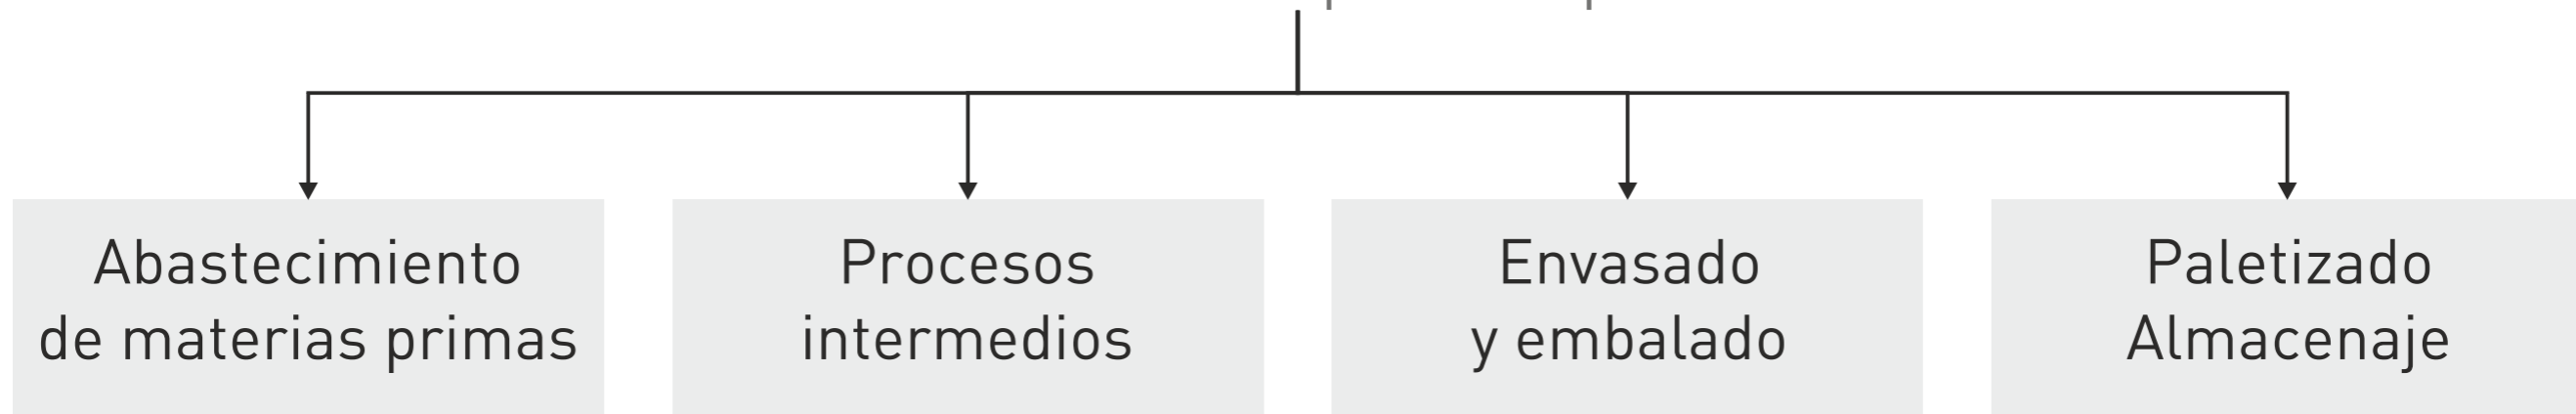 Abastecimiento
de materias primas
Procesos
intermedios
Envasado
y embalado
Paletizado
Almacenaje